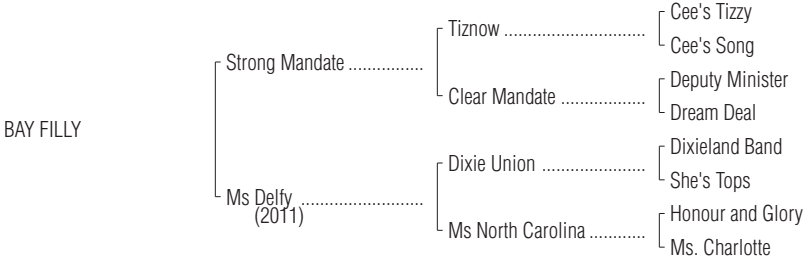 Cee's Tizzy
Tiznow ..............................
Cee's Song
Strong Mandate ................
Deputy Minister
Clear Mandate ..................
Dream Deal
BAY FILLY
Dixieland Band
Dixie Union ......................
She's Tops
Ms Delfy ..........................
(2011)
Honour and Glory
Ms North Carolina ............
Ms. Charlotte